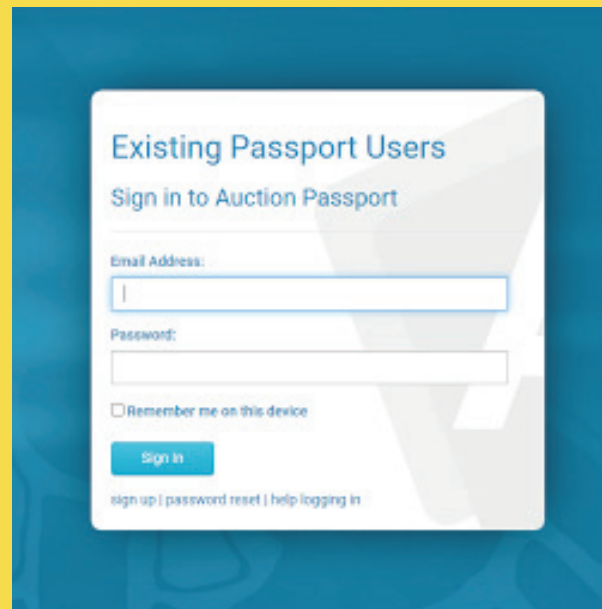 Existing Passport Users
Sign in to Auction Passport
Email Address:
Password:
Remember me on this device
Sign In
sign up | password reset | help logging in